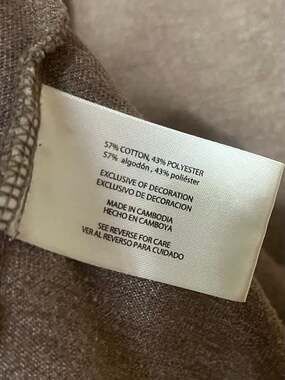 57% COTTON, 43% POLYESTER
57% algodón, 43% poliéster
EXCLUSIVE OF DECORATION
EXCLUSIVO DE DECORACION
MADE IN CAMBODIA
HECHO EN CAMBOYA
SEE REVERSE FOR CARE
VER AL REVERSO PARA CUIDADO